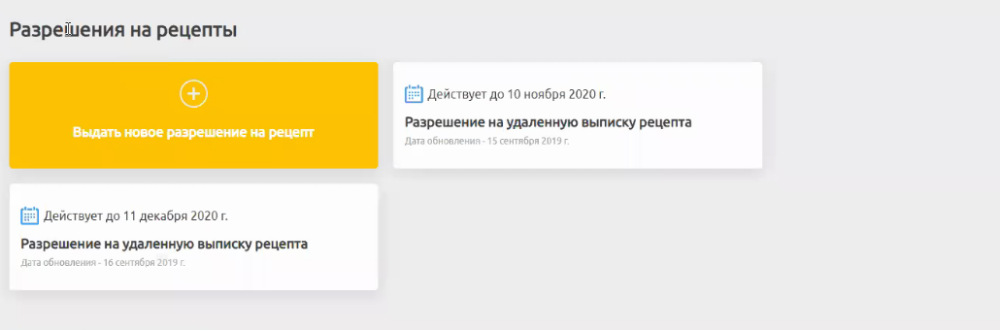 Разрешения на рецепты
Выдать новое разрешение на рецепт
Действует до 10 ноября 2020 г.
Разрешение на удаленную выписку рецепта
Дата обновления - 15 сентября 2019 г.
Действует до 11 декабря 2020 г.
Разрешение на удаленную выписку рецепта
Дата обновления - 16 сентября 2019 г.